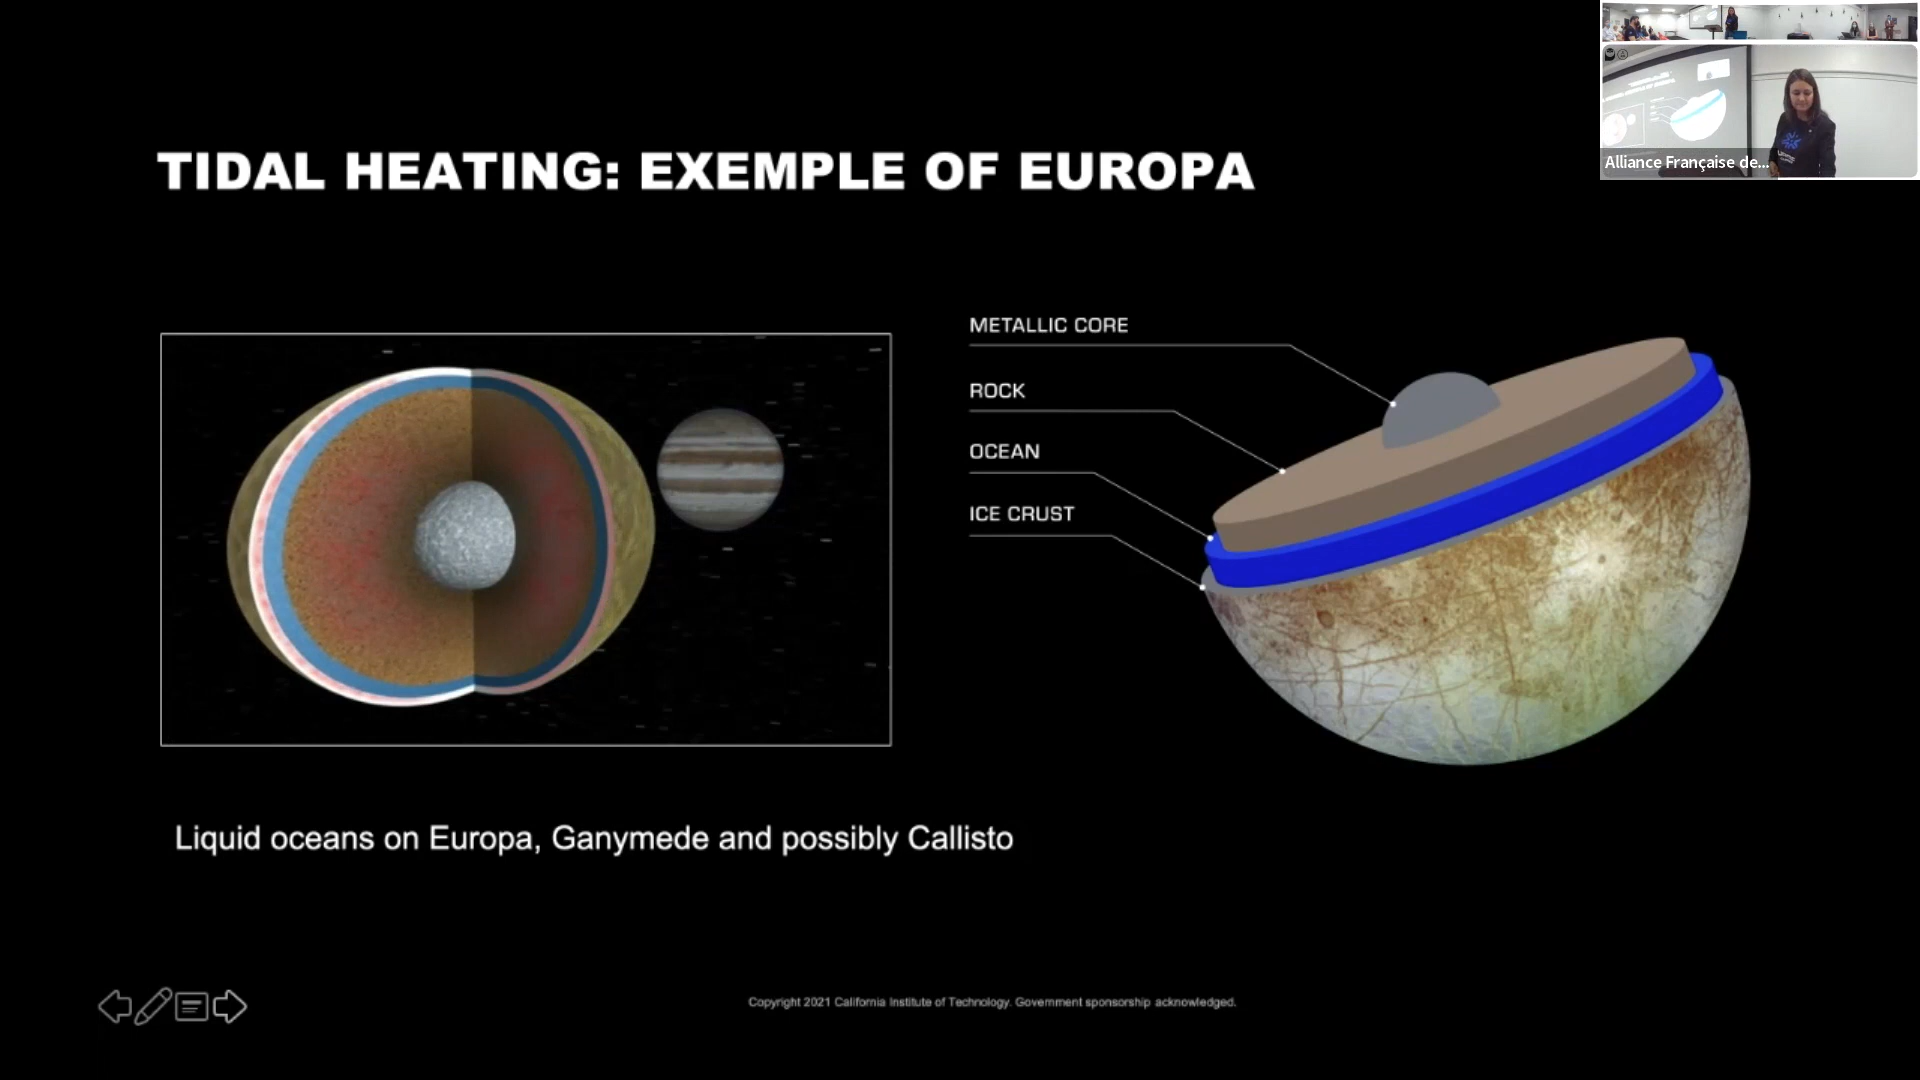 TIDAL HEATING: EXEMPLE OF EUROPA
Alliance Française de...
METALLIC CORE
ROCK
OCEAN
ICE CRUST
Liquid oceans on Europa, Ganymede and possibly Callisto
Copyright 2021 California Institute of Technology. Government sponsorship acknowledged.